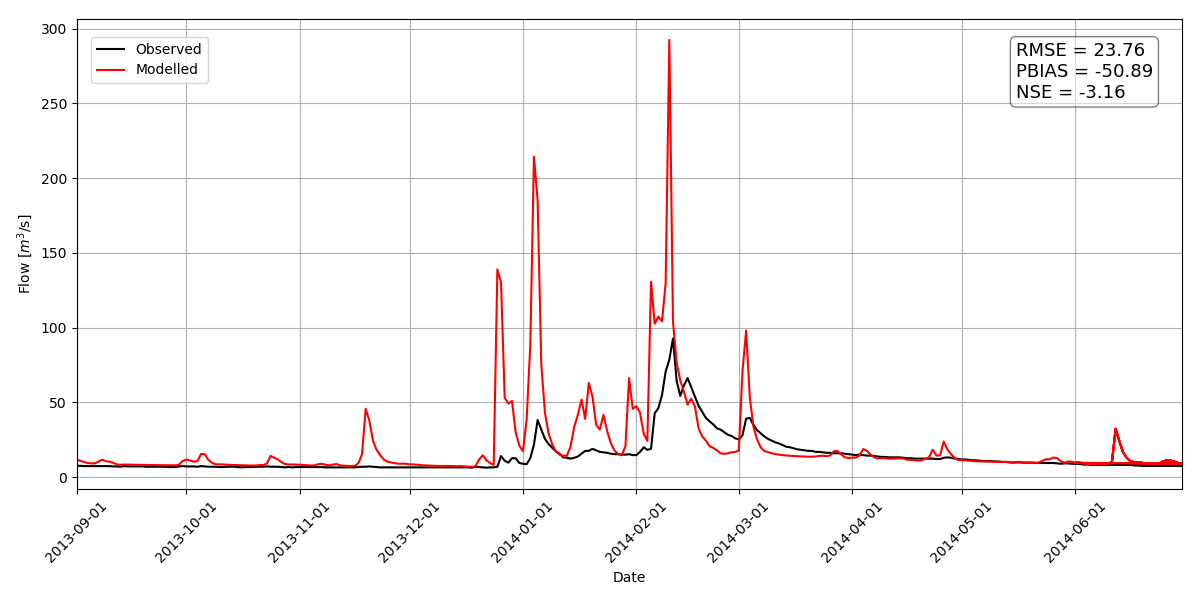 300
250
200
150
100
50
0
Flow [$m^3$/s]
Observed
Modelled
RMSE = 23.76
PBIAS = -50.89
NSE = -3.16
2013-09-01
2013-10-01
2013-11-01
2013-12-01
2014-01-01
2014-02-01
2014-03-01
2014-04-01
2014-05-01
2014-06-01
Date